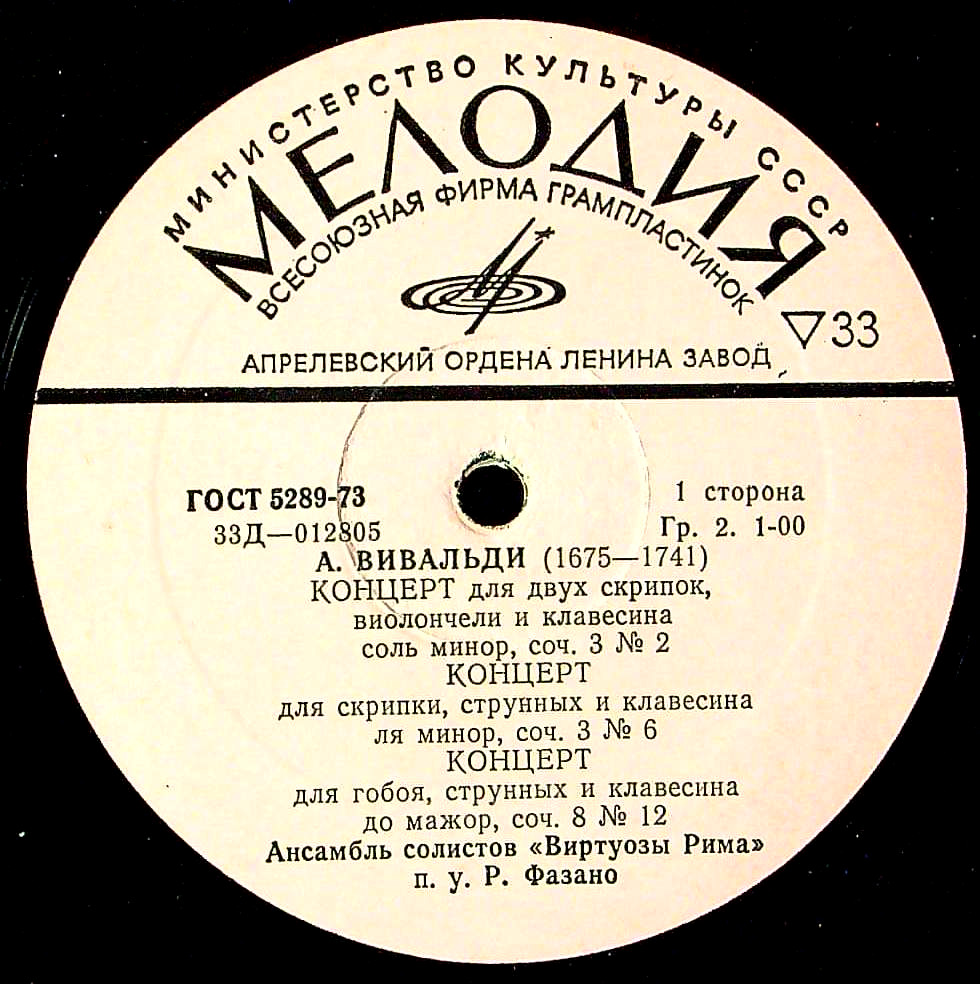 МИНИСТЕРСТВО КУЛЬТУРЫ СССР
МЕЛОДИЯ
ВСЕСОЮЗНАЯ ФИРМА ГРАМПЛАСТИНОК
▽33
АПРЕЛЕВСКИЙ ОРДЕНА ЛЕНИНА ЗАВОД
ГОСТ 5289-73
1 сторона
33Д—012805
Гр. 2. 1-00
А. ВИВАЛЬДИ (1675—1741)
КОНЦЕРТ для двух скрипок,
виолончели и клавесина
соль минор, соч. 3 № 2
КОНЦЕРТ
для скрипки, струнных и клавесина
ля минор, соч. 3 № 6
КОНЦЕРТ
для гобоя, струнных и клавесина
до мажор, соч. 8 № 12
Ансамбль солистов «Виртуозы Рима»
п. у. Р. Фазано